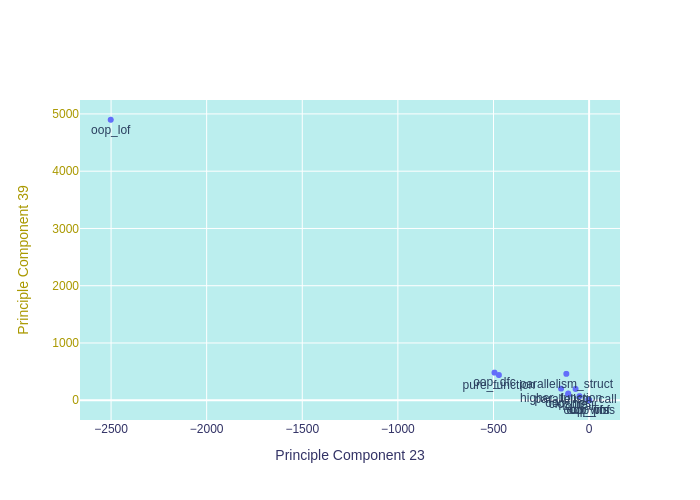 5000
oop_lof
4000
3000
2000
1000
0
pure_function
parallelism_struct
higher_function
−2500
−2000
−1500
−1000
−500
0
Principle Component 23
Principle Component 39